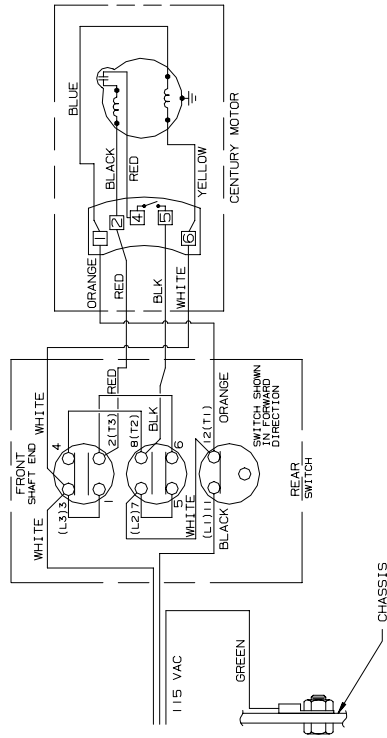 BLUE
BLACK
RED
YELLOW
CENTURY MOTOR
1
2
4
5
6
ORANGE
RED
BLK
WHITE
FRONT
SHAFT END
WHITE
WHITE
4
(L3)3
RED
2(T3)
8(T2)
(L2)7
BLK
6
5
WHITE
12(T1)
ORANGE
(L1)11
BLACK
SWITCH SHOWN
IN FORWARD
DIRECTION
REAR
SWITCH
115 VAC
GREEN
CHASSIS